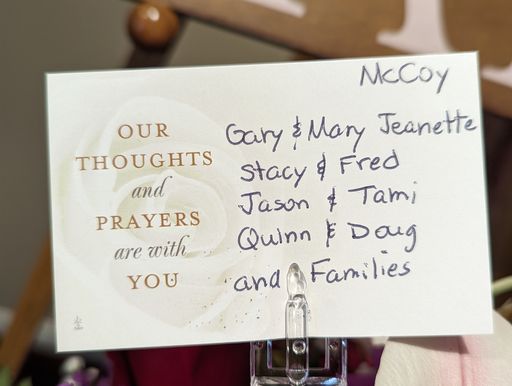 McCoy
OUR
THOUGHTS
and
PRAYERS
are with
YOU
Gary & Mary Jeanette
Stacy & Fred
Jason & Tami
Quinn & Doug
and Families